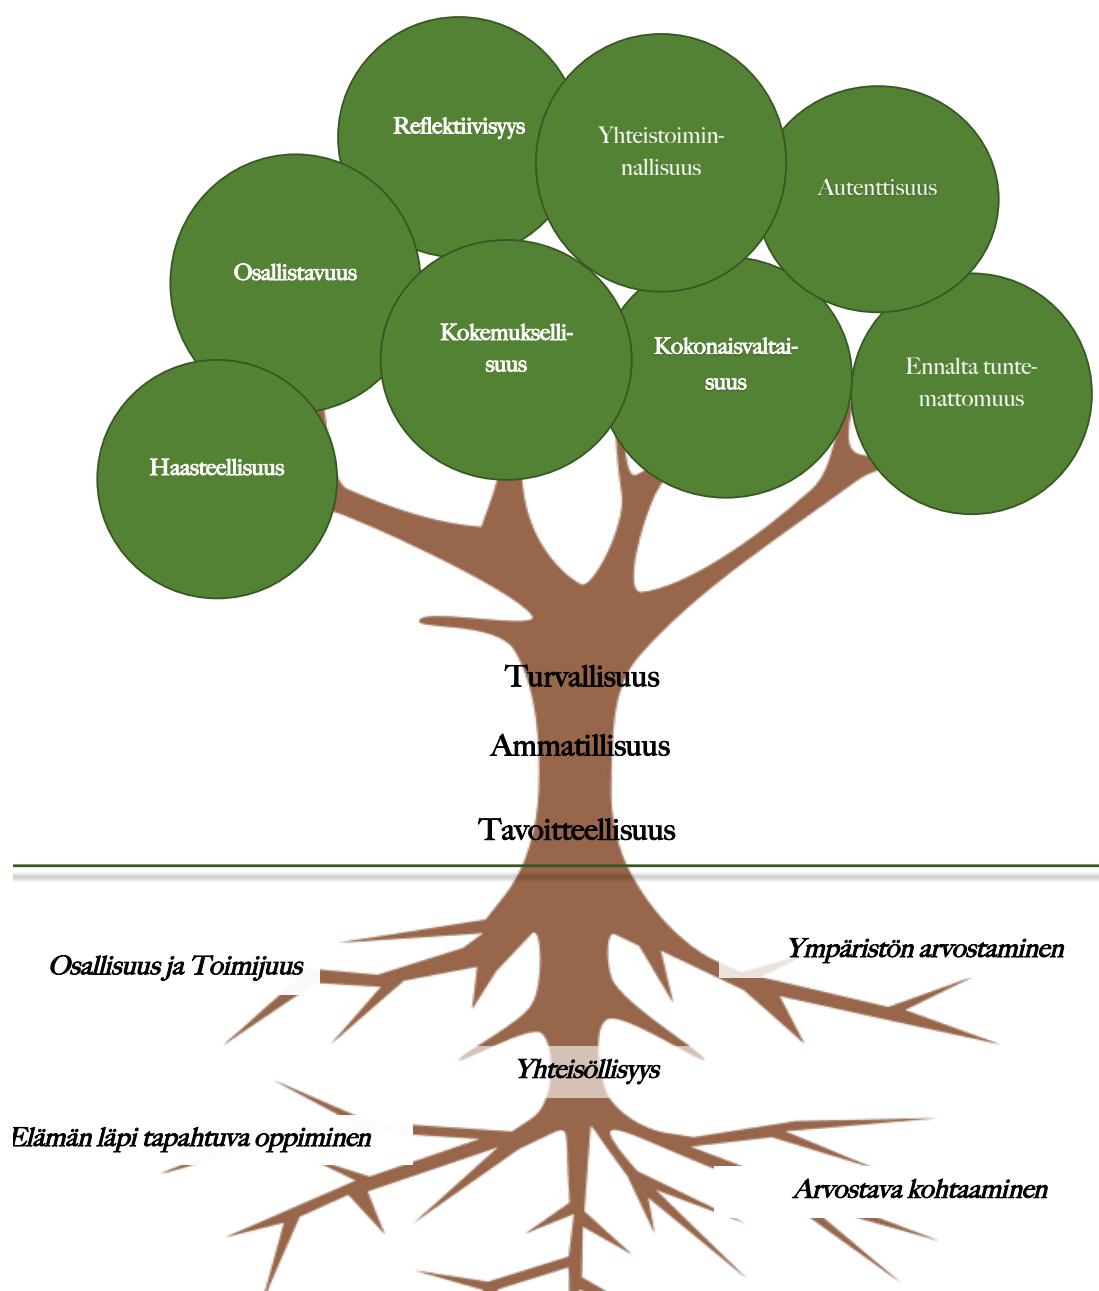 Reflektiivisyys
Yhteistoimin-
nallisuus
Autenttisuus
Osallistavuus
Kokemukselli-
suus
Kokonaisvaltai-
suus
Ennalta tunte-
mattomuus
Haasteellisuus
Turvallisuus
Ammatillisuus
Tavoitteellisuus
Osallisuus ja Toimijuus
Ympäristön arvostaminen
Yhteisöllisyys
Elämän läpi tapahtuva oppiminen
Arvostava kohtaaminen